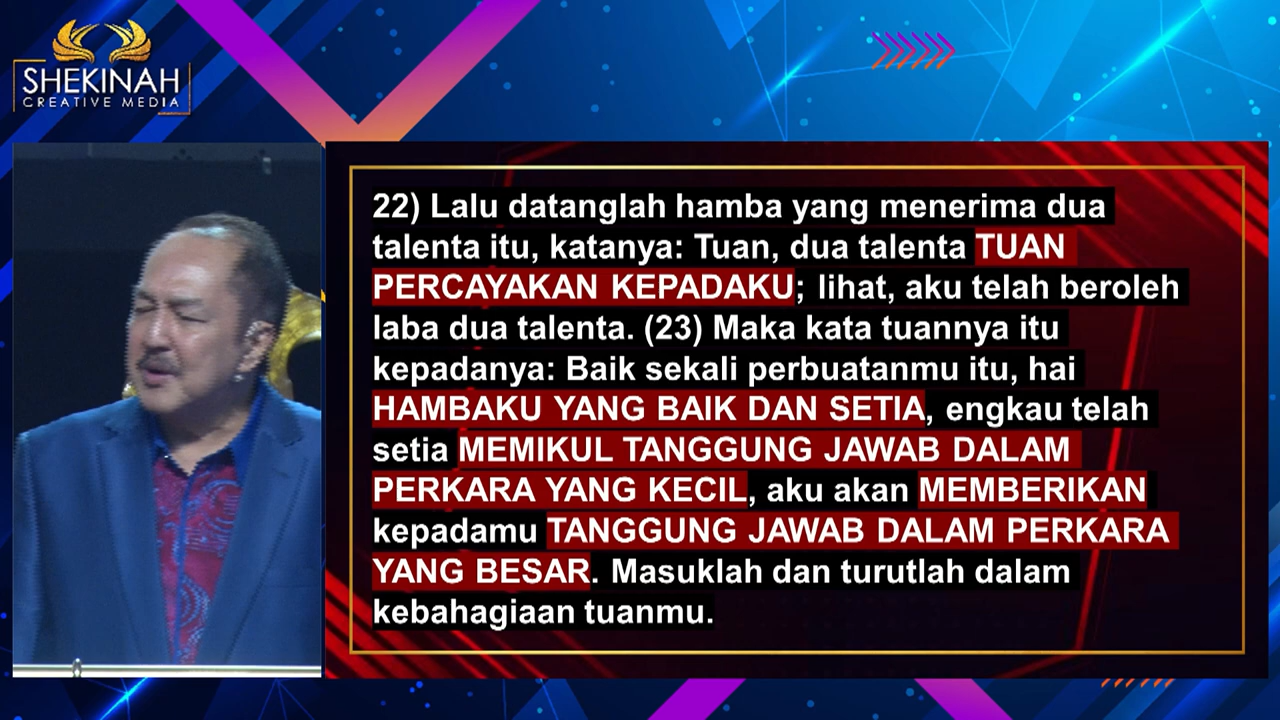 SHEKINAH
CREATIVE MEDIA
22) Lalu datanglah hamba yang menerima dua
talenta itu, katanya: Tuan, dua talenta TUAN
PERCAYAKAN KEPADAKU; lihat, aku telah beroleh
laba dua talenta. (23) Maka kata tuannya itu
kepadanya: Baik sekali perbuatanmu itu, hai
HAMBAKU YANG BAIK DAN SETIA, engkau telah
setia MEMIKUL TANGGUNG JAWAB DALAM
PERKARA YANG KECIL, aku akan MEMBERIKAN
kepadamu TANGGUNG JAWAB DALAM PERKARA
YANG BESAR. Masuklah dan turutlah dalam
kebahagiaan tuanmu.